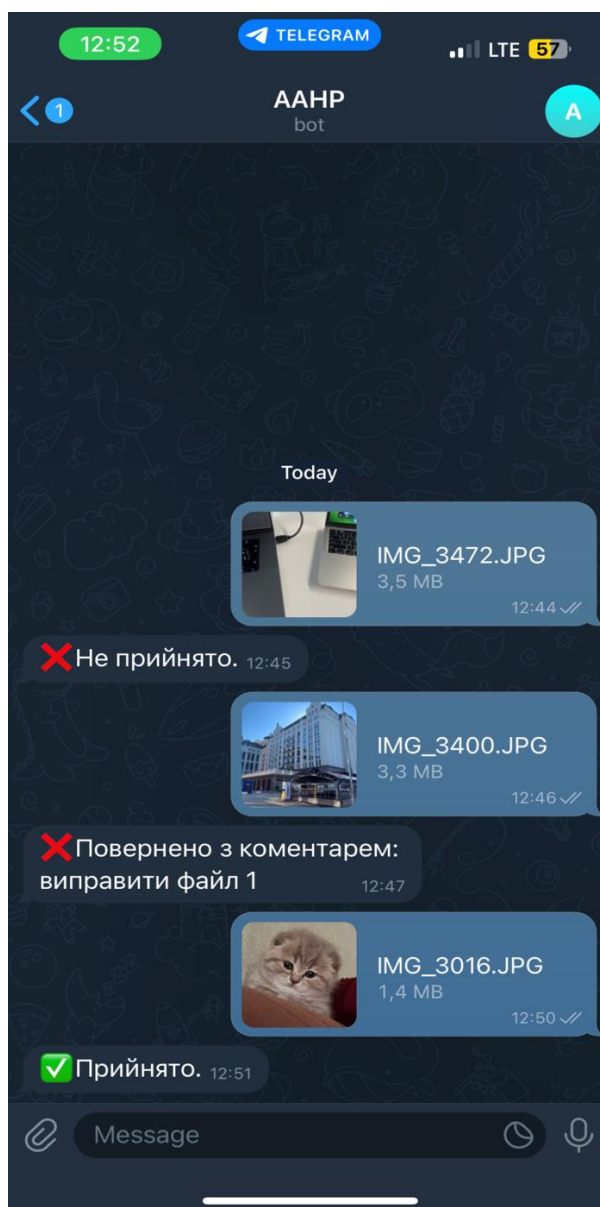 12:52
TELEGRAM
LTE 57
1
AAHP
bot
A
Today
IMG_3472.JPG
3,5 MB
12:44
❌Не прийнято. 12:45
IMG_3400.JPG
3,3 MB
12:46
❌Повернено з коментарем:
виправити файл 1 12:47
IMG_3016.JPG
1,4 MB
12:50
✅Прийнято. 12:51
Message